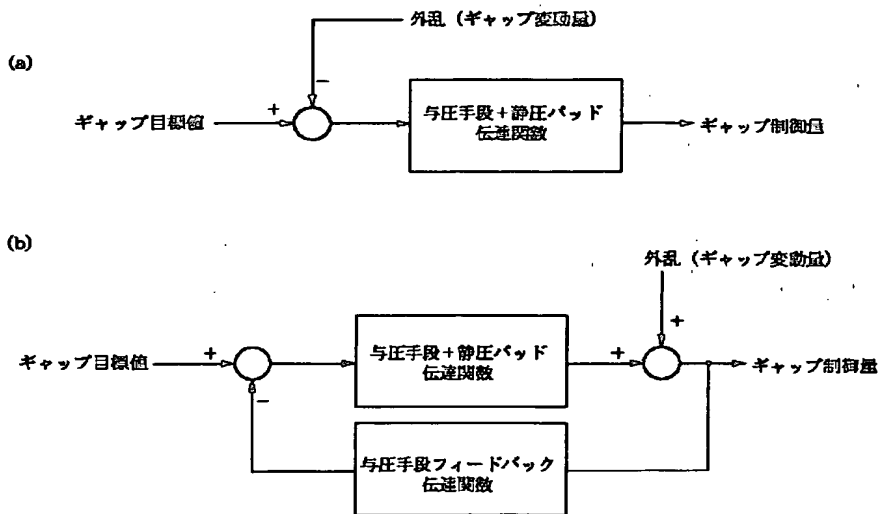 外乱（ギャップ変動量）
(a)
−
+
ギャップ目標値
与圧手段＋静圧パッド
伝達関数
ギャップ制御量
(b)
外乱（ギャップ変動量）
+
ギャップ目標値
+
与圧手段＋静圧パッド
伝達関数
+
ギャップ制御量
−
与圧手段フィードバック
伝達関数